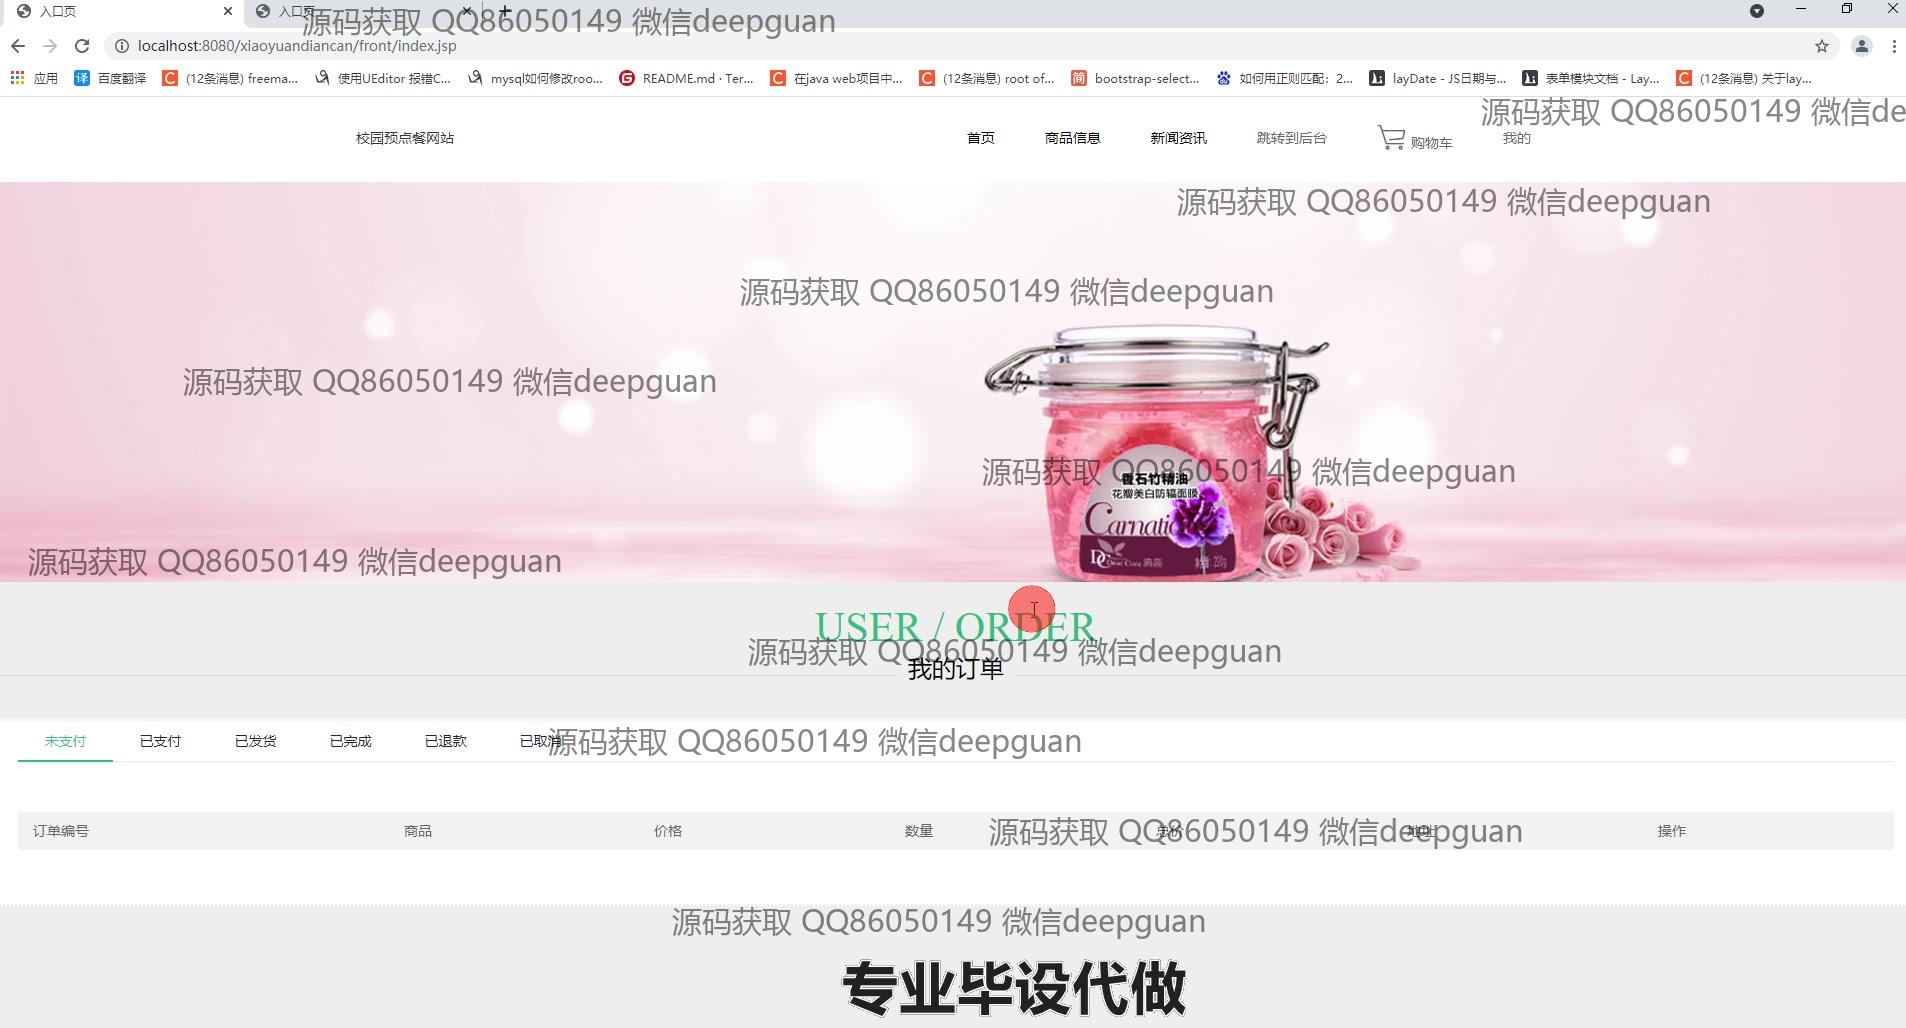 入口页
入口页
源码获取 QQ86050149 微信deepguan
localhost:8080/xiaoyuandiancan/front/index.jsp
应用 百度翻译 (12条消息) freema... 使用UEditor 报错C... mysql如何修改roo... README.md · Ter... 在java web项目中... (12条消息) root of... bootstrap-select... 如何用正则匹配：2... layDate - JS日期与... 表单模块文档 - Lay... (12条消息) 关于lay...
源码获取 QQ86050149 微信de
校园预点餐网站 首页 商品信息 新闻资讯 跳转到后台 购物车 我的
源码获取 QQ86050149 微信deepguan
源码获取 QQ86050149 微信deepguan
源码获取 QQ86050149 微信deepguan
源码获取 QQ86050149 微信deepguan
香石竹精油
花瓣美白防辐面膜
Carnation
DC
源码获取 QQ86050149 微信deepguan
USER / ORDER
源码获取 QQ86050149 微信deepguan
我的订单
未支付 已支付 已发货 已完成 已退款 已取消
源码获取 QQ86050149 微信deepguan
订单编号 商品 价格 数量 总价 地址 操作
源码获取 QQ86050149 微信deepguan
源码获取 QQ86050149 微信deepguan
专业毕设代做